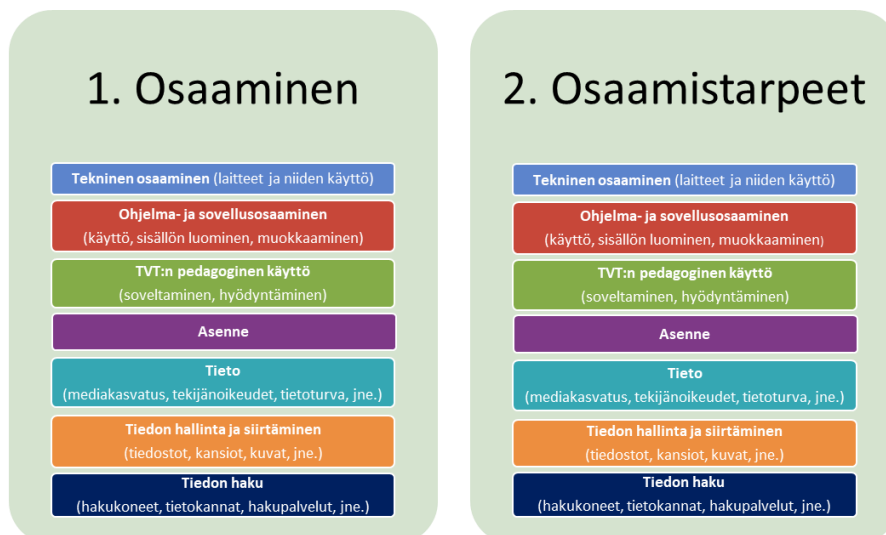 1. Osaaminen
Tekninen osaaminen (laitteet ja niiden käyttö)
Ohjelma- ja sovellusosaaminen
(käyttö, sisällön luominen, muokkaaminen)
TVT:n pedagoginen käyttö
(soveltaminen, hyödyntäminen)
Asenne
Tieto
(mediakasvatus, tekijänoikeudet, tietoturva, jne.)
Tiedon hallinta ja siirtäminen
(tiedostot, kansiot, kuvat, jne.)
Tiedon haku
(hakukoneet, tietokannat, hakupalvelut, jne.)
2. Osaamistarpeet
Tekninen osaaminen (laitteet ja niiden käyttö)
Ohjelma- ja sovellusosaaminen
(käyttö, sisällön luominen, muokkaaminen)
TVT:n pedagoginen käyttö
(soveltaminen, hyödyntäminen)
Asenne
Tieto
(mediakasvatus, tekijänoikeudet, tietoturva, jne.)
Tiedon hallinta ja siirtäminen
(tiedostot, kansiot, kuvat, jne.)
Tiedon haku
(hakukoneet, tietokannat, hakupalvelut, jne.)